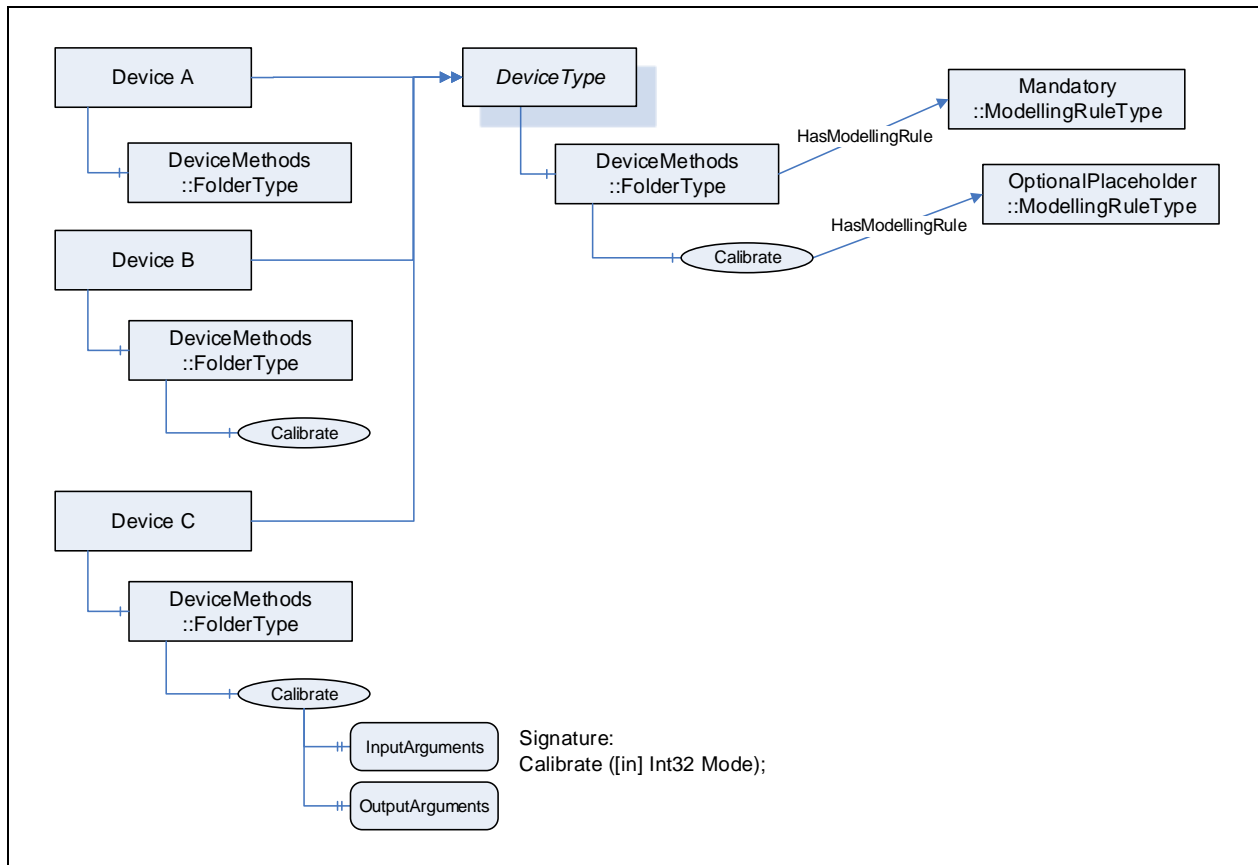 Device A
DeviceType
Mandatory
::ModellingRuleType
HasModellingRule
DeviceMethods
::FolderType
DeviceMethods
::FolderType
OptionalPlaceholder
::ModellingRuleType
HasModellingRule
Device B
Calibrate
DeviceMethods
::FolderType
Calibrate
Device C
DeviceMethods
::FolderType
Calibrate
InputArguments
Signature:
Calibrate ([in] Int32 Mode);
OutputArguments